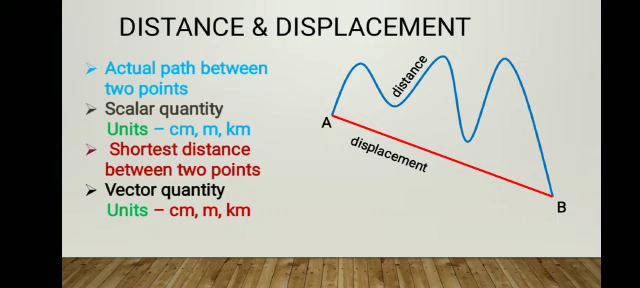 DISTANCE & DISPLACEMENT
➢ Actual path between
two points
➢ Scalar quantity
Units – cm, m, km
➢ Shortest distance
between two points
➢ Vector quantity
Units – cm, m, km
distance
A
displacement
B